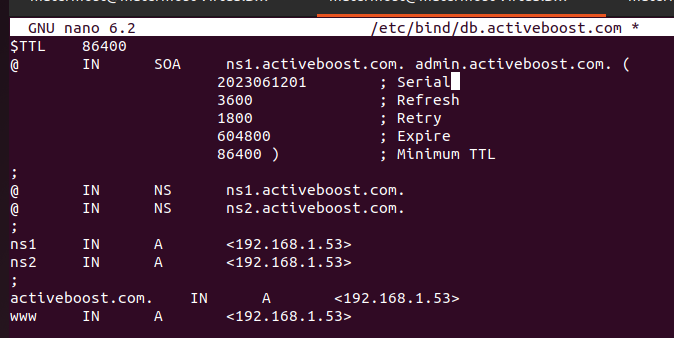 GNU nano 6.2 /etc/bind/db.activeboost.com *
$TTL 86400
@ IN SOA ns1.activeboost.com. admin.activeboost.com. (
2023061201 ; Serial
3600 ; Refresh
1800 ; Retry
604800 ; Expire
86400 ) ; Minimum TTL
;
@ IN NS ns1.activeboost.com.
@ IN NS ns2.activeboost.com.
;
ns1 IN A <192.168.1.53>
ns2 IN A <192.168.1.53>
;
activeboost.com. IN A <192.168.1.53>
www IN A <192.168.1.53>